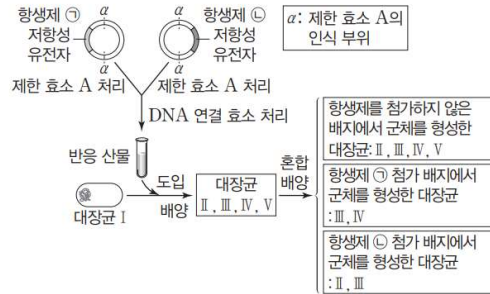 항생제 ㉠
저항성
유전자
α
α
항생제 ㉡
저항성
유전자
α
α
α: 제한 효소 A의
인식 부위
제한 효소 A 처리
제한 효소 A 처리
DNA 연결 효소 처리
반응 산물
대장균 Ⅰ
도입
배양
대장균
Ⅱ, Ⅲ, Ⅳ, Ⅴ
혼합
배양
항생제를 첨가하지 않은
배지에서 군체를 형성한
대장균: Ⅱ, Ⅲ, Ⅳ, Ⅴ
항생제 ㉠ 첨가 배지에서
군체를 형성한 대장균
: Ⅲ, Ⅳ
항생제 ㉡ 첨가 배지에서
군체를 형성한 대장균
: Ⅱ, Ⅲ